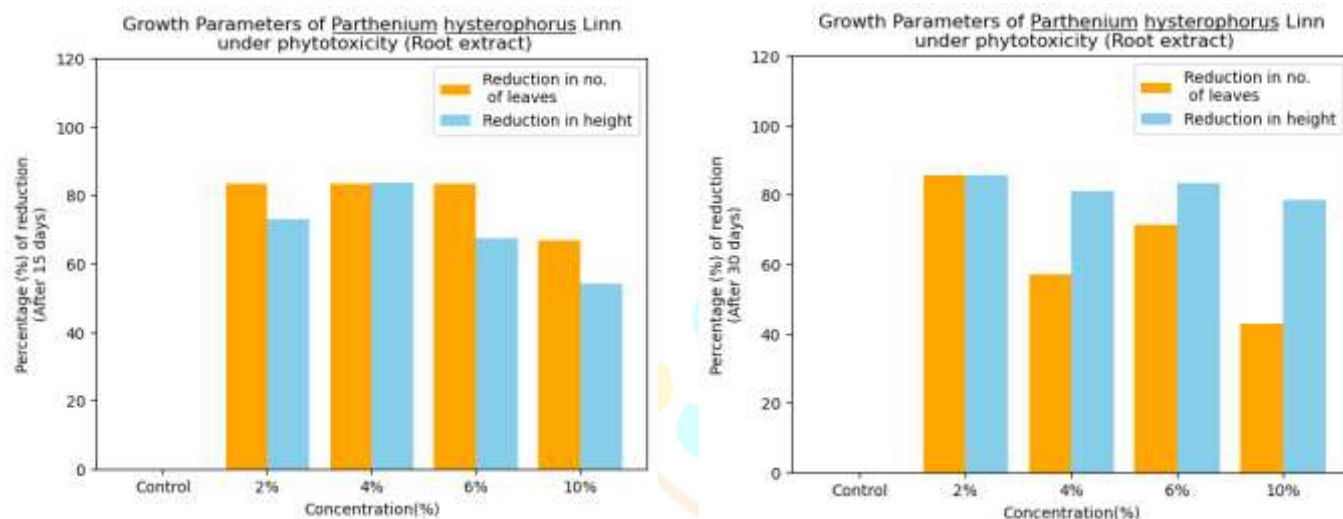 Growth Parameters of Parthenium hysterophorus Linn
under phytotoxicity (Root extract)
120
100
80
60
40
20
0
Percentage (%) of reduction
(After 15 days)
Reduction in no.
of leaves
Reduction in height
Control
2%
4%
6%
10%
Concentration(%)
Growth Parameters of Parthenium hysterophorus Linn
under phytotoxicity (Root extract)
120
100
80
60
40
20
0
Percentage (%) of reduction
(After 30 days)
Reduction in no.
of leaves
Reduction in height
Control
2%
4%
6%
10%
Concentration(%)